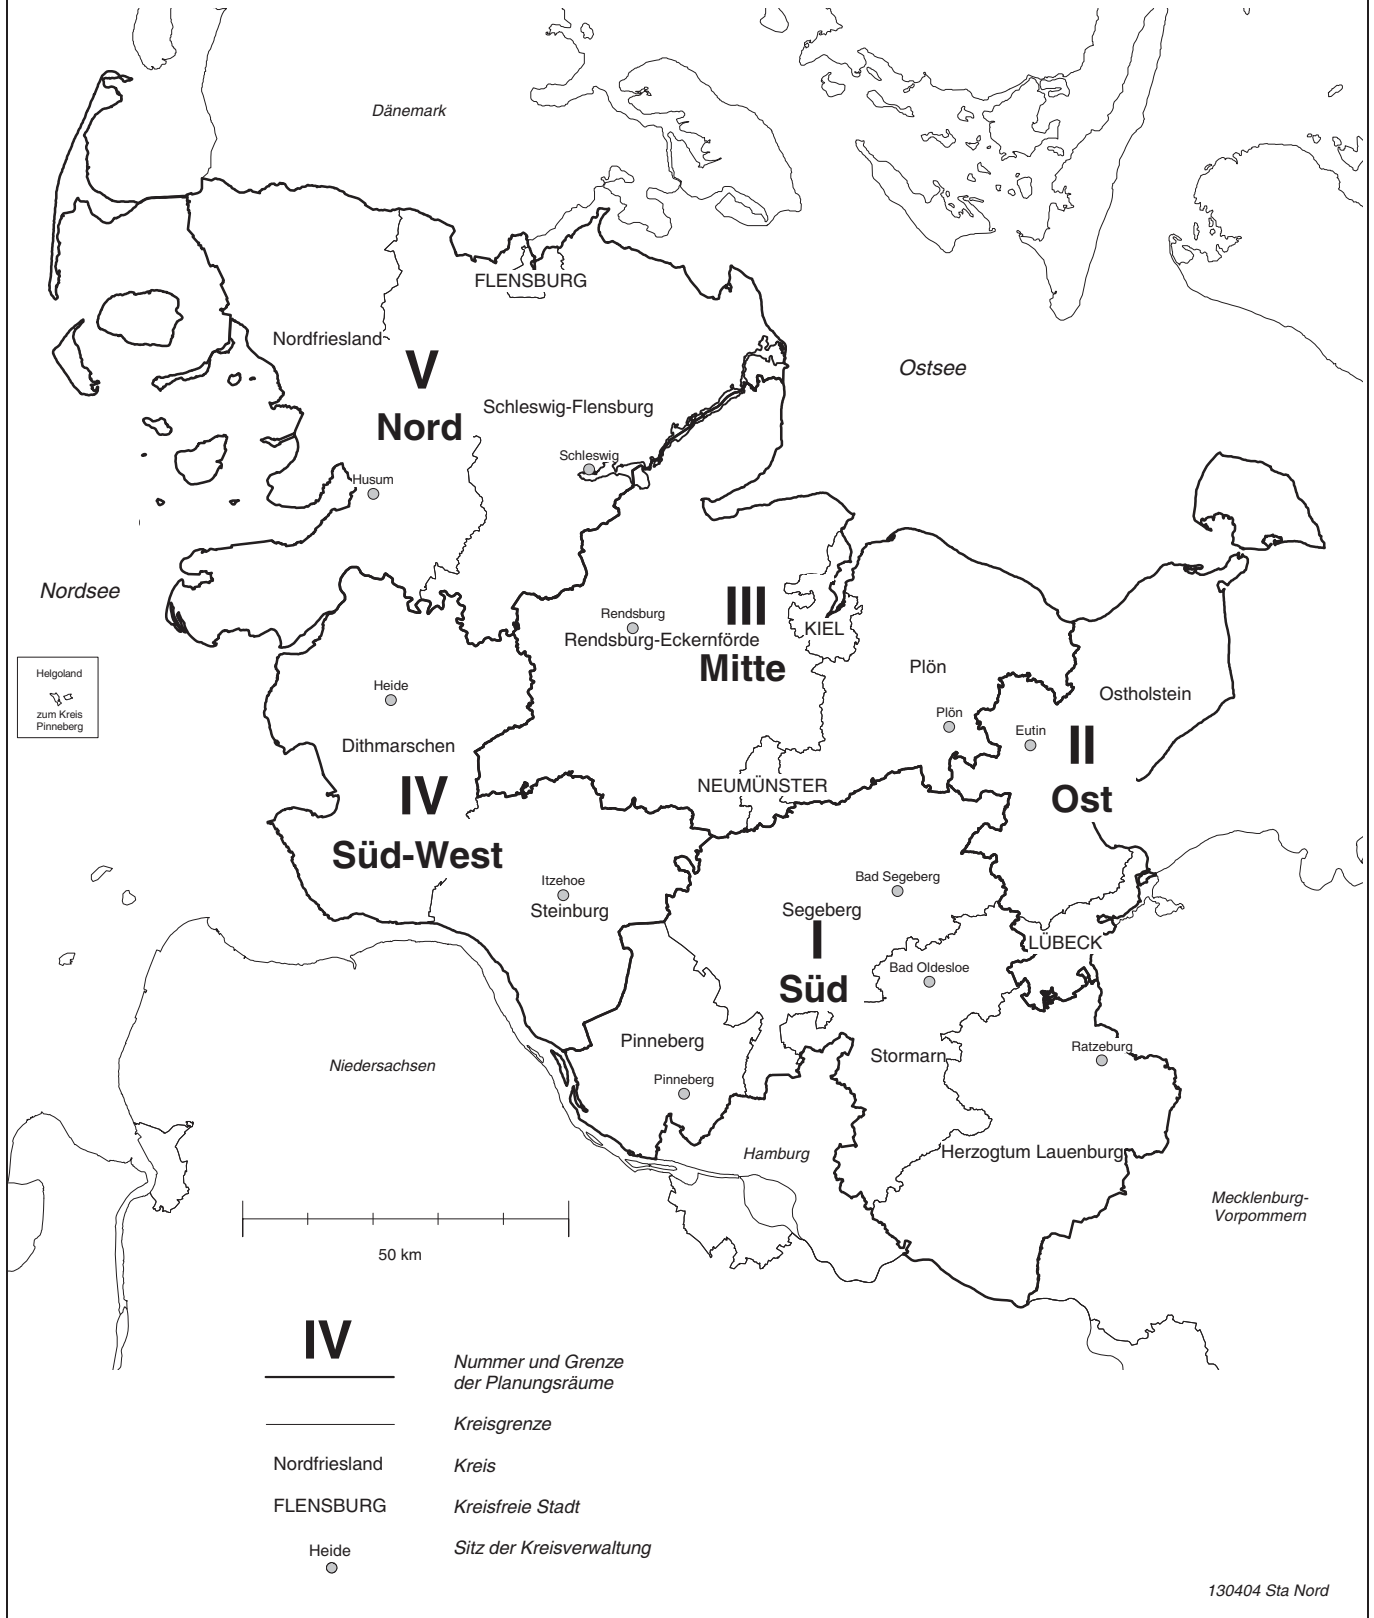 Dänemark
FLENSBURG
Nordfriesland
V
Nord
Ostsee
Schleswig-Flensburg
Schleswig
Husum
Nordsee
III
Rendsburg
Rendsburg-Eckernförde
KIEL
Mitte
Plön
Helgoland
zum Kreis
Pinneberg
Heide
Ostholstein
Plön
Eutin
Dithmarschen
II
Ost
NEUMÜNSTER
IV
Süd-West
Itzehoe
Steinburg
Bad Segeberg
Segeberg
I
Süd
LÜBECK
Bad Oldesloe
Pinneberg
Pinneberg
Stormarn
Ratzeburg
Niedersachsen
Hamburg
Herzogtum Lauenburg
Mecklenburg-
Vorpommern
50 km
IV
Nummer und Grenze
der Planungsräume
Kreisgrenze
Nordfriesland Kreis
FLENSBURG Kreisfreie Stadt
Heide Sitz der Kreisverwaltung
130404 Sta Nord